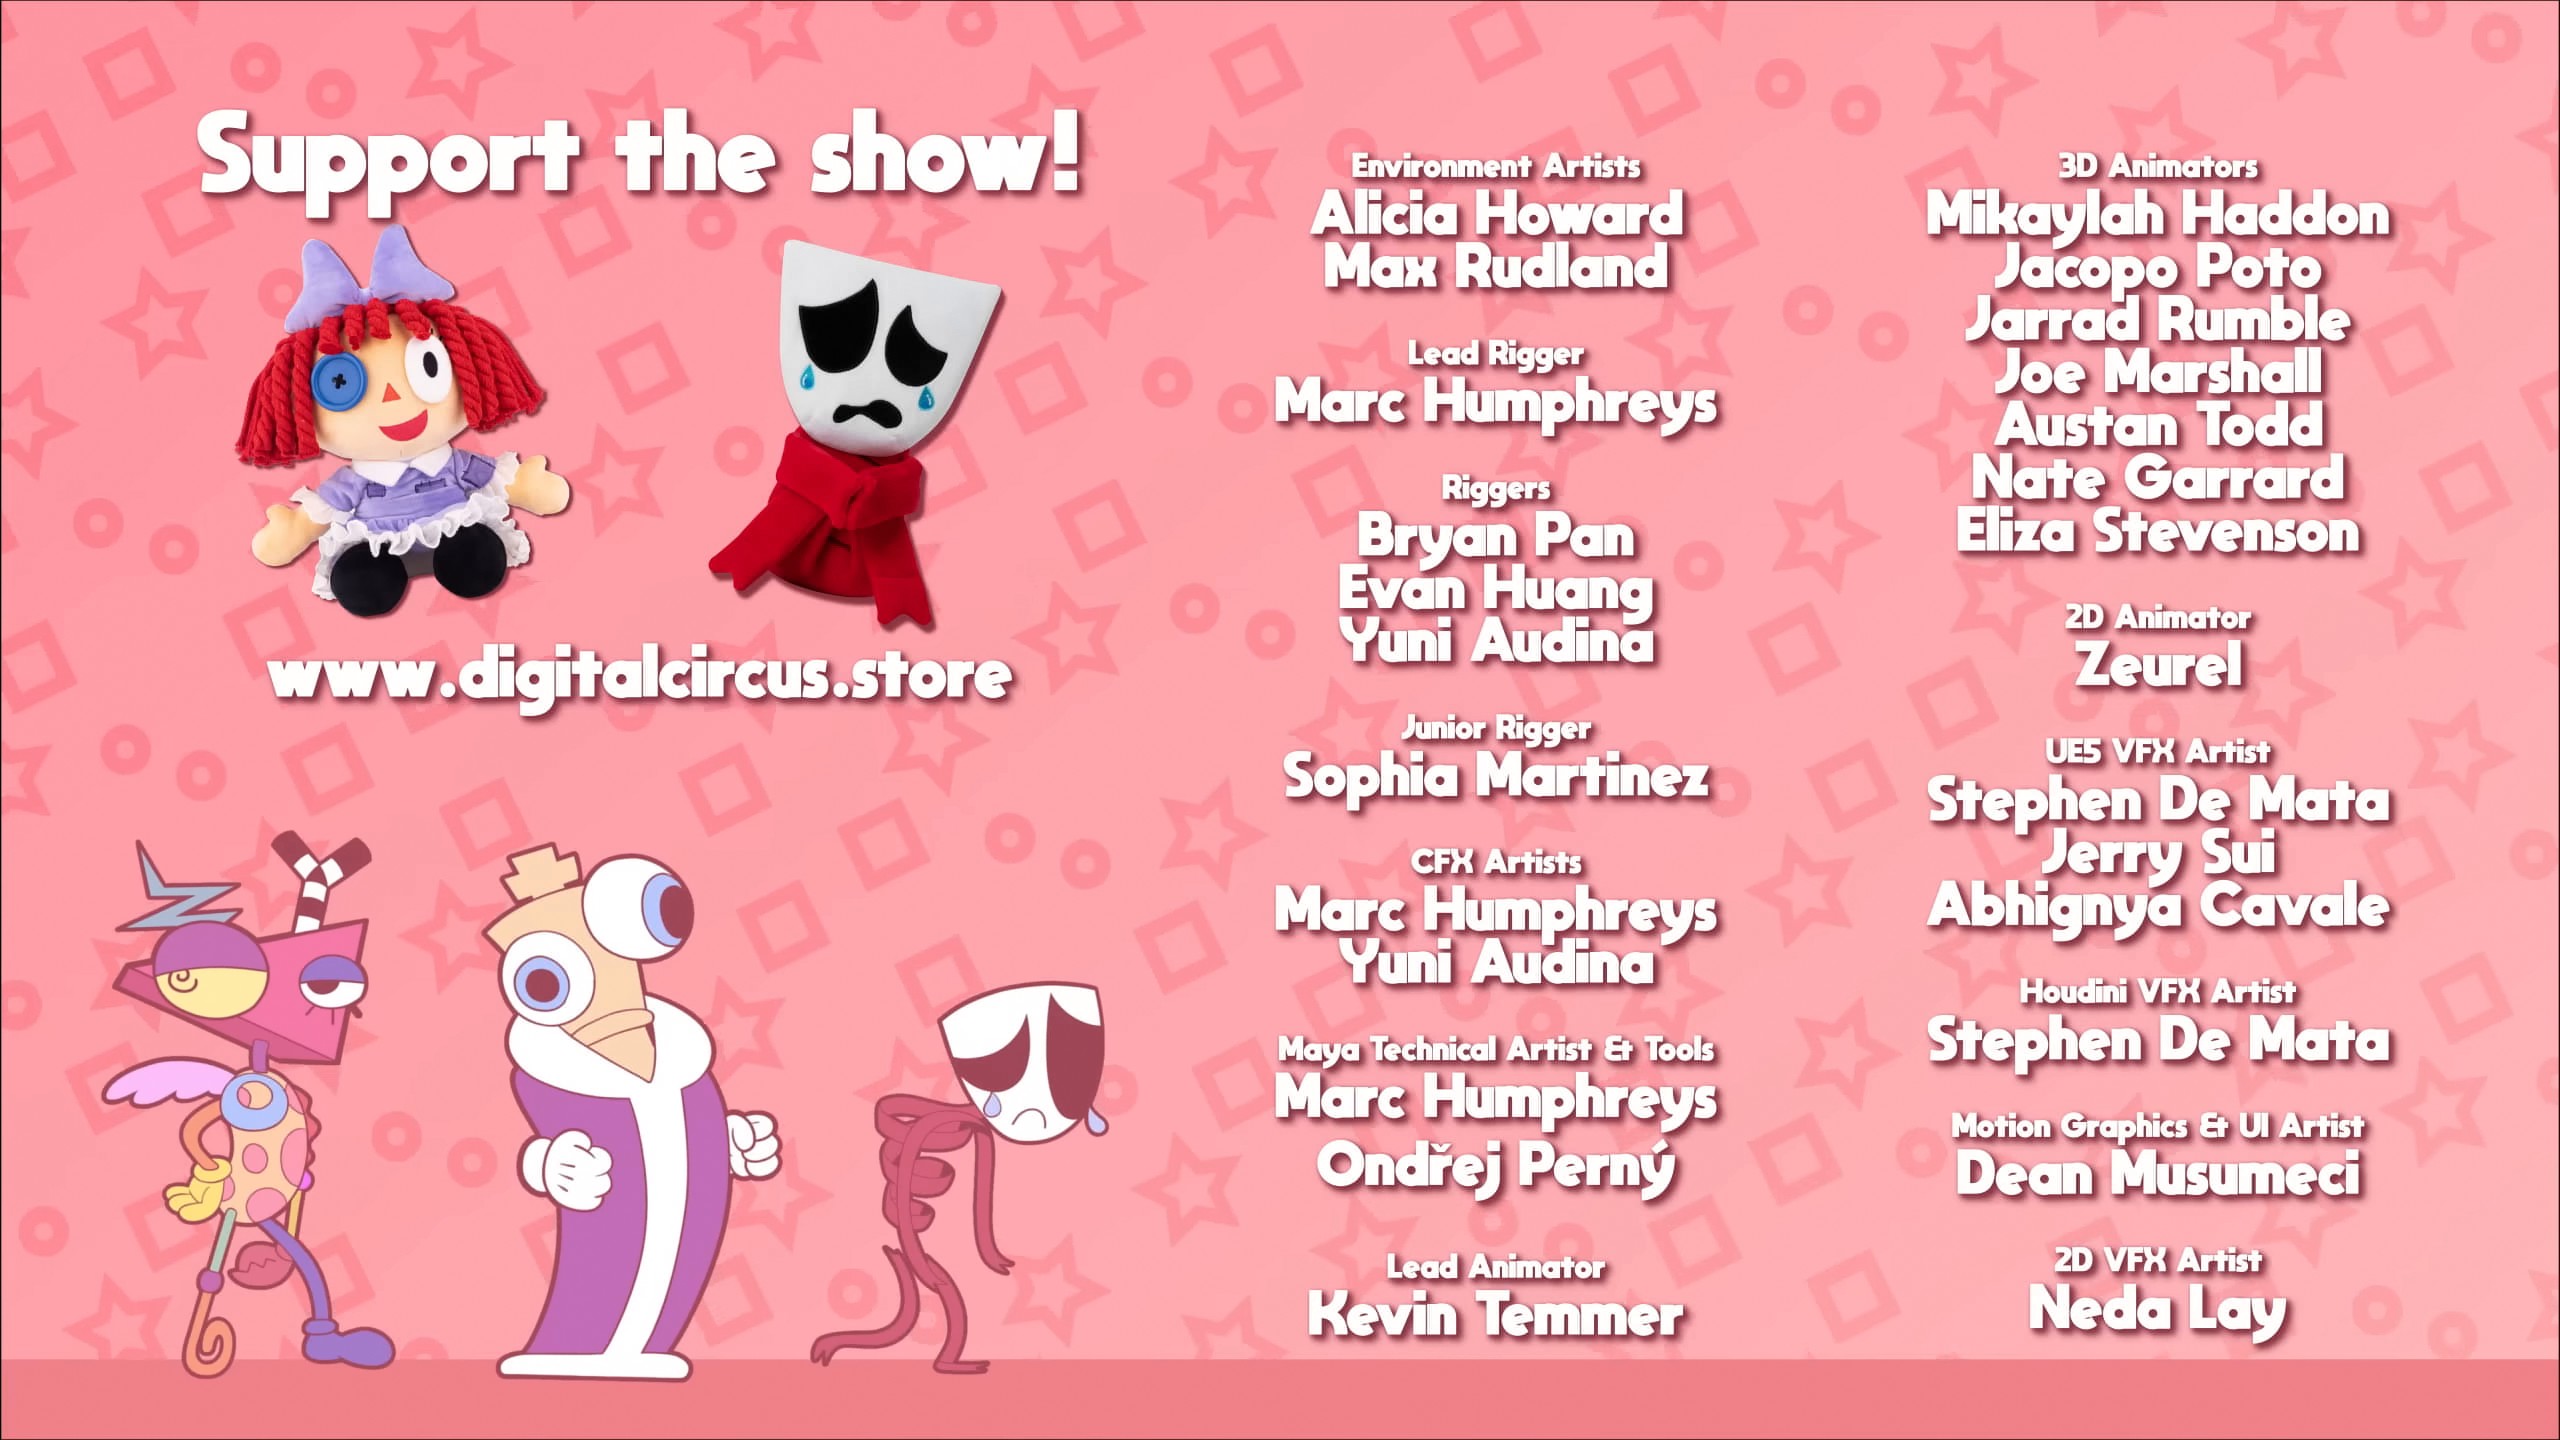 Support the show!
www.digitalcircus.store
Environment Artists
Alicia Howard
Max Rudland
Lead Rigger
Marc Humphreys
Riggers
Bryan Pan
Evan Huang
Yuni Audina
Junior Rigger
Sophia Martinez
CFX Artists
Marc Humphreys
Yuni Audina
Maya Technical Artist & Tools
Marc Humphreys
Ondřej Perný
Lead Animator
Kevin Temmer
3D Animators
Mikaylah Haddon
Jacopo Poto
Jarrad Rumble
Joe Marshall
Austan Todd
Nate Garrard
Eliza Stevenson
2D Animator
Zeurel
UE5 VFX Artist
Stephen De Mata
Jerry Sui
Abhignya Cavale
Houdini VFX Artist
Stephen De Mata
Motion Graphics & UI Artist
Dean Musumeci
2D VFX Artist
Neda Lay